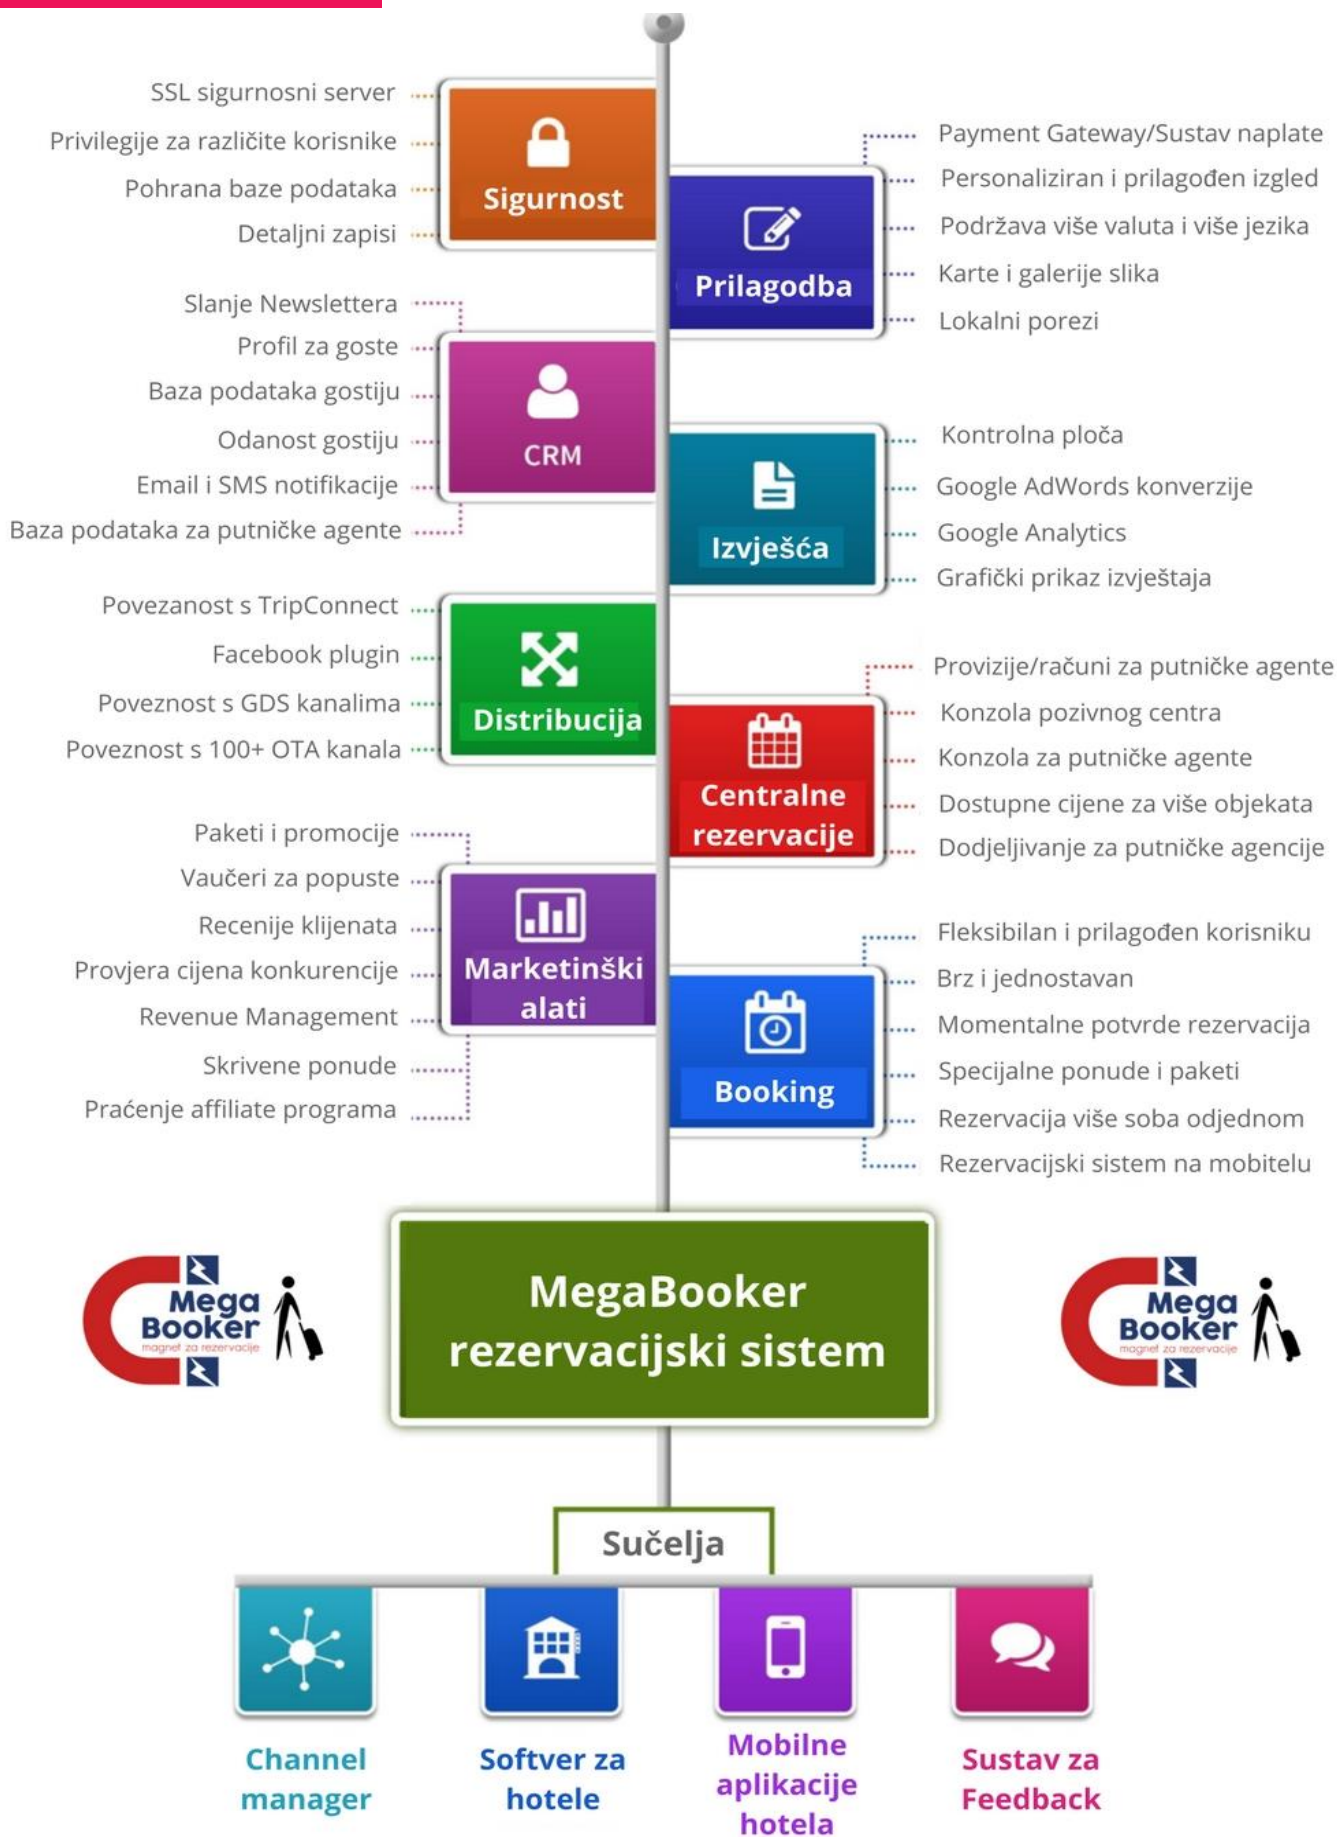 SSL sigurnosni server
Privilegije za različite korisnike
Pohrana baze podataka
Detaljni zapisi
Sigurnost
Payment Gateway/Sustav naplate
Personaliziran i prilagođen izgled
Podržava više valuta i više jezika
Karte i galerije slika
Lokalni porezi
Prilagodba
Slanje Newslettera
Profil za goste
Baza podataka gostiju
Odanost gostiju
Email i SMS notifikacije
Baza podataka za putničke agente
CRM
Kontrolna ploča
Google AdWords konverzije
Google Analytics
Grafički prikaz izvještaja
Izvješća
Povezanost s TripConnect
Facebook plugin
Poveznost s GDS kanalima
Poveznost s 100+ OTA kanala
Distribucija
Provizije/računi za putničke agente
Konzola pozivnog centra
Konzola za putničke agente
Dostupne cijene za više objekata
Dodjeljivanje za putničke agencije
Centralne
rezervacije
Paketi i promocije
Vaučeri za popuste
Recenije klijenata
Provjera cijena konkurencije
Revenue Management
Skrivene ponude
Praćenje affiliate programa
Marketinški
alati
Fleksibilan i prilagođen korisniku
Brz i jednostavan
Momentalne potvrde rezervacija
Specijalne ponude i paketi
Rezervacija više soba odjednom
Rezervacijski sistem na mobitelu
Booking
MegaBooker
rezervacijski sistem
Mega
Booker
magnet za rezervacije
Mega
Booker
magnet za rezervacije
Sučelja
Channel
manager
Softver za
hotele
Mobilne
aplikacije
hotela
Sustav za
Feedback